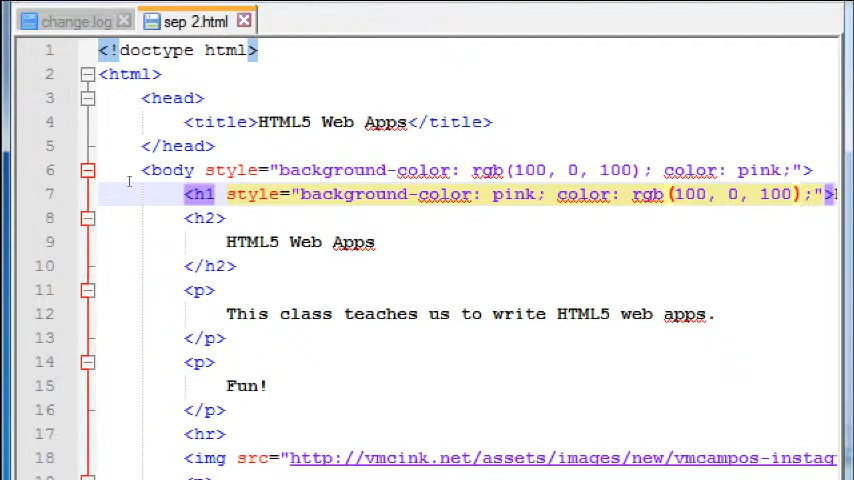 change.log sep 2.html
1 <!doctype html>
2 <html>
3 <head>
4 <title>HTML5 Web Apps</title>
5 </head>
6 <body style="background-color: rgb(100, 0, 100); color: pink;">
7 <h1 style="background-color: pink; color: rgb(100, 0, 100);">
8 <h2>
9 HTML5 Web Apps
10 </h2>
11 <p>
12 This class teaches us to write HTML5 web apps.
13 </p>
14 <p>
15 Fun!
16 </p>
17 <hr>
18 <img src="http://vmcink.net/assets/images/new/vmcampos-instag